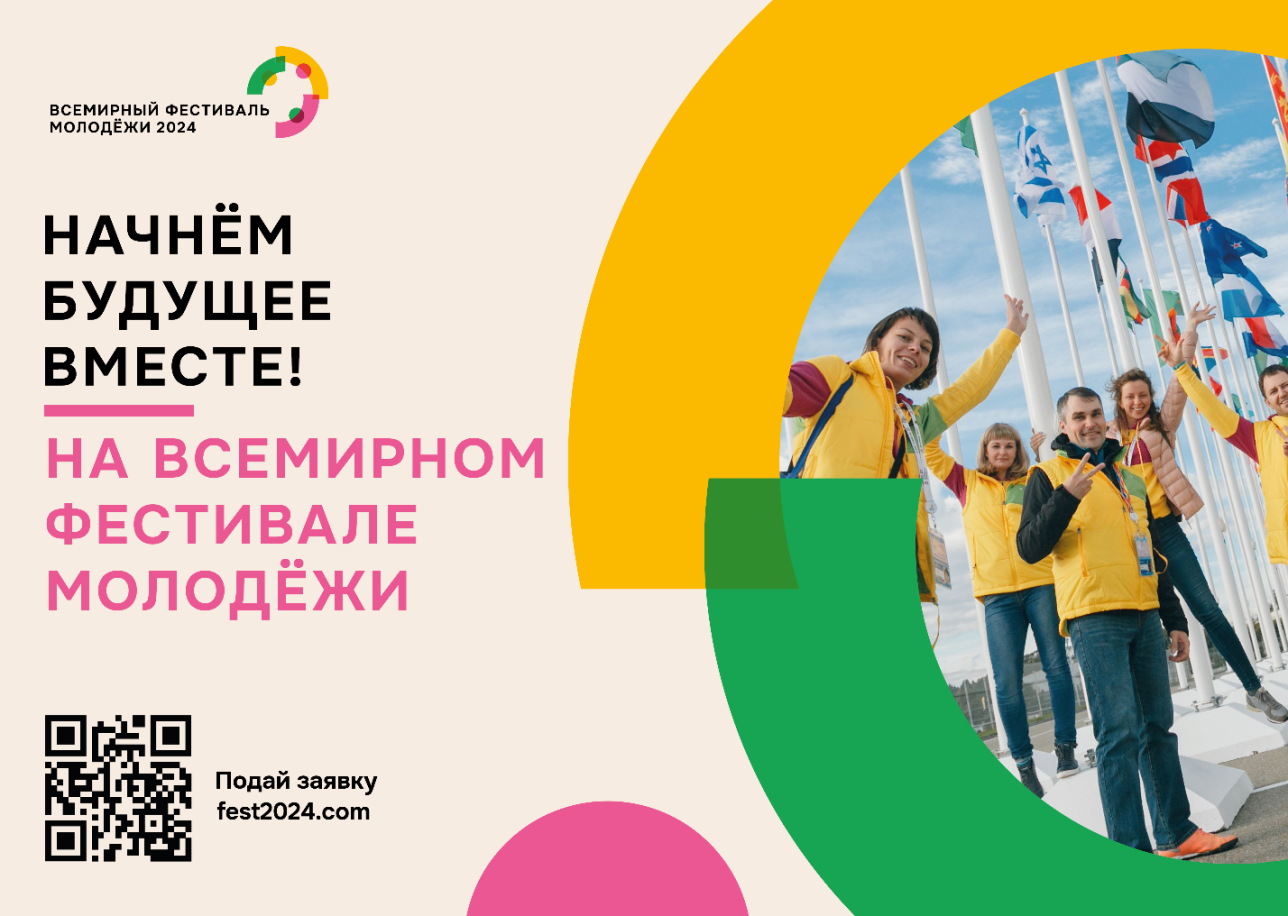 ВСЕМИРНЫЙ ФЕСТИВАЛЬ
МОЛОДЁЖИ 2024
НАЧНЁМ
БУДУЩЕЕ
ВМЕСТЕ!
НА ВСЕМИРНОМ
ФЕСТИВАЛЕ
МОЛОДЁЖИ
Подай заявку
fest2024.com